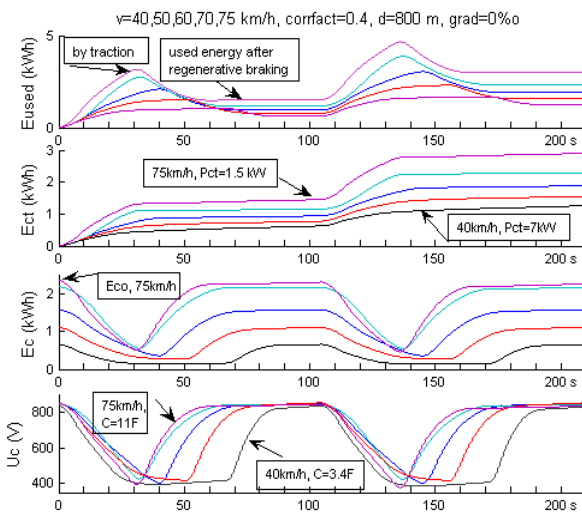 v=40,50,60,70,75 km/h, corrfact=0.4, d=800 m, grad=0%o
Eused (kWh)
5
0
by traction
used energy after
regenerative braking
0 50 100 150 200 s
Ect (kWh)
3
2
1
0
75km/h, Pct=1.5 kW
40km/h, Pct=7kW
0 50 100 150 200 s
Ec (kWh)
2
1
0
Eco, 75km/h
0 50 100 150 200 s
Uc (V)
800
600
400
75km/h,
C=11F
40km/h, C=3.4F
0 50 100 150 200 s